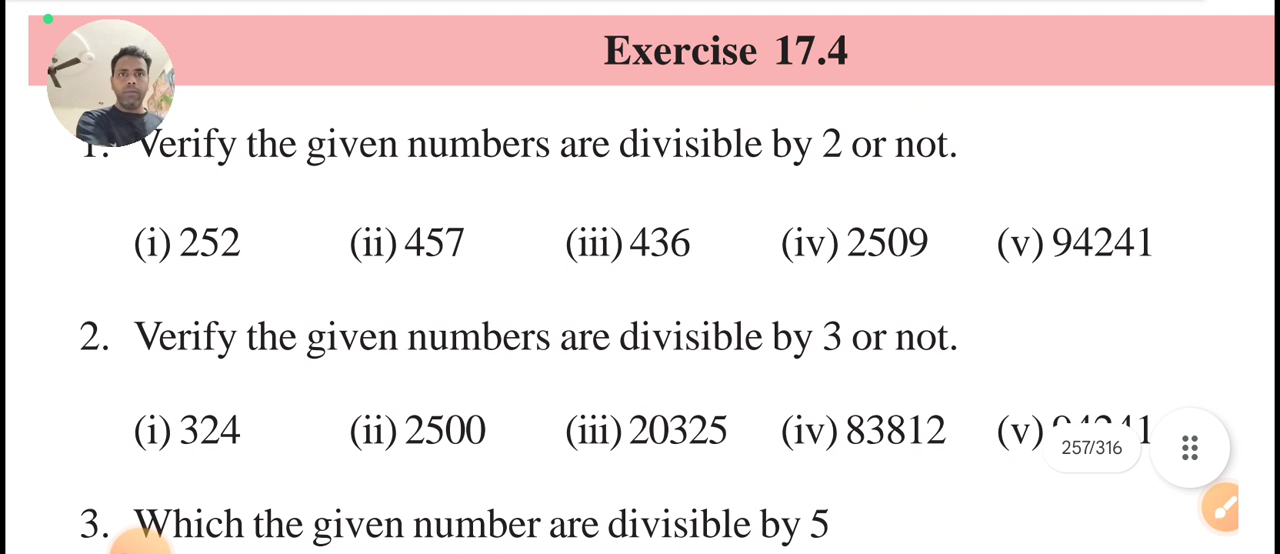 Exercise 17.4
1. Verify the given numbers are divisible by 2 or not.
(i) 252 (ii) 457 (iii) 436 (iv) 2509 (v) 94241
2. Verify the given numbers are divisible by 3 or not.
(i) 324 (ii) 2500 (iii) 20325 (iv) 83812 (v)
257/316
3. Which the given number are divisible by 5